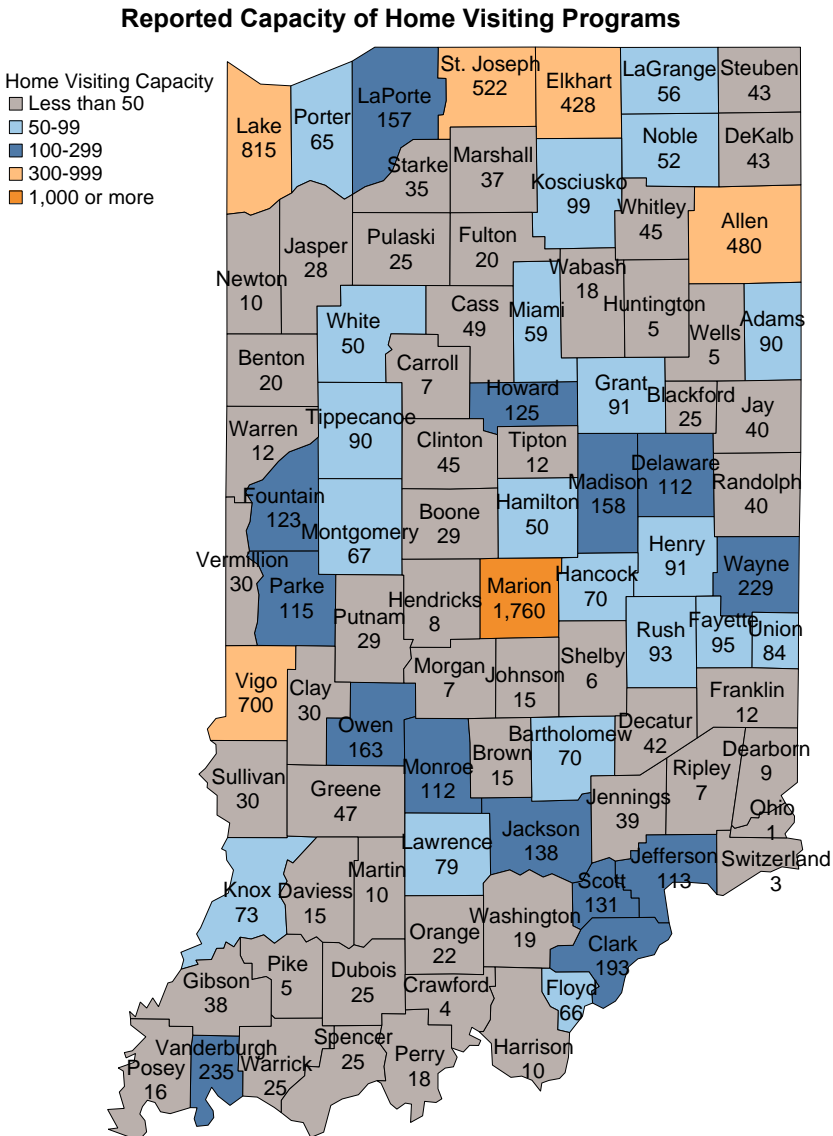 Reported Capacity of Home Visiting Programs
Home Visiting Capacity
Less than 50
50-99
100-299
300-999
1,000 or more
Lake
815
Porter
65
LaPorte
157
St. Joseph
522
Elkhart
428
LaGrange
56
Steuben
43
Noble
52
DeKalb
43
Starke
35
Marshall
37
Kosciusko
99
Whitley
45
Allen
480
Newton
10
Jasper
28
Pulaski
25
Fulton
20
Wabash
18
Huntington
5
Wells
5
Adams
90
White
50
Cass
49
Miami
59
Benton
20
Carroll
7
Howard
125
Grant
91
Blackford
25
Jay
40
Warren
12
Tippecanoe
90
Clinton
45
Tipton
12
Madison
158
Delaware
112
Randolph
40
Fountain
123
Montgomery
67
Boone
29
Hamilton
50
Henry
91
Wayne
229
Vermillion
30
Parke
115
Putnam
29
Hendricks
8
Marion
1,760
Hancock
70
Rush
93
Fayette
95
Union
84
Vigo
700
Clay
30
Owen
163
Morgan
7
Johnson
15
Shelby
6
Decatur
42
Franklin
12
Sullivan
30
Greene
47
Monroe
112
Brown
15
Bartholomew
70
Jennings
39
Ripley
7
Dearborn
9
Ohio
1
Switzerland
3
Knox
73
Daviess
15
Martin
10
Lawrence
79
Jackson
138
Scott
131
Jefferson
113
Orange
22
Washington
19
Clark
193
Floyd
66
Gibson
38
Pike
5
Dubois
25
Crawford
4
Harrison
10
Posey
16
Vanderburgh
235
Warrick
25
Spencer
25
Perry
18